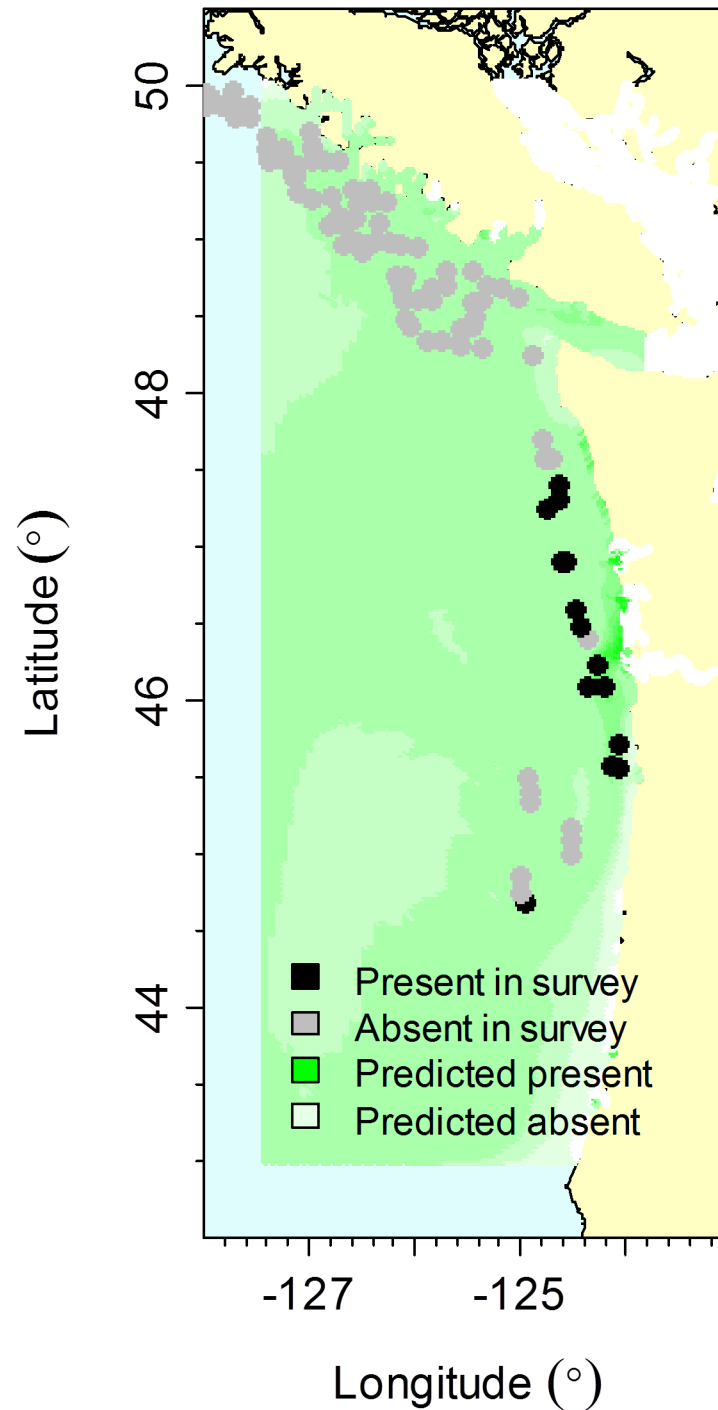 50
48
46
44
Latitude (°)
Present in survey
Absent in survey
Predicted present
Predicted absent
-127
-125
Longitude (°)